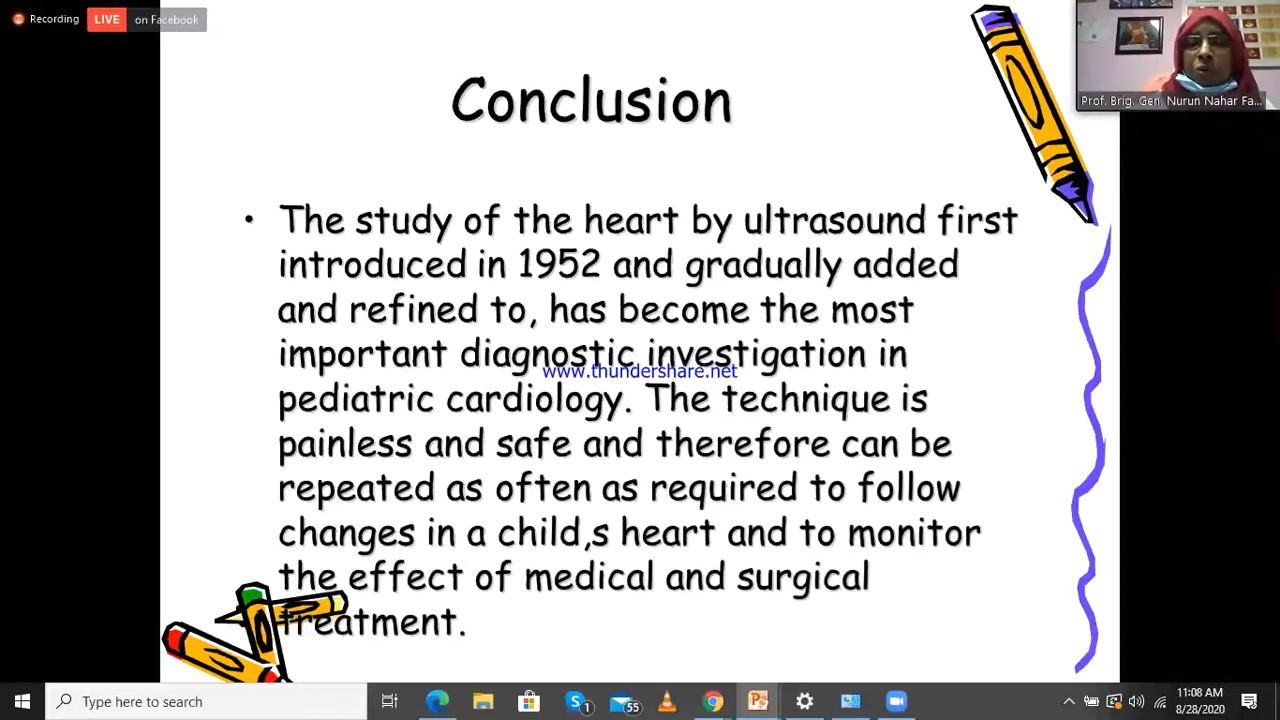 Recording
LIVE on Facebook
Prof. Brig. Gen. Nurun Nahar Fa...
Conclusion
• The study of the heart by ultrasound first
introduced in 1952 and gradually added
and refined to, has become the most
important diagnostic investigation in
www.thundershare.net
pediatric cardiology. The technique is
painless and safe and therefore can be
repeated as often as required to follow
changes in a child,s heart and to monitor
the effect of medical and surgical
treatment.
Type here to search
1
55
11:08 AM
8/28/2020